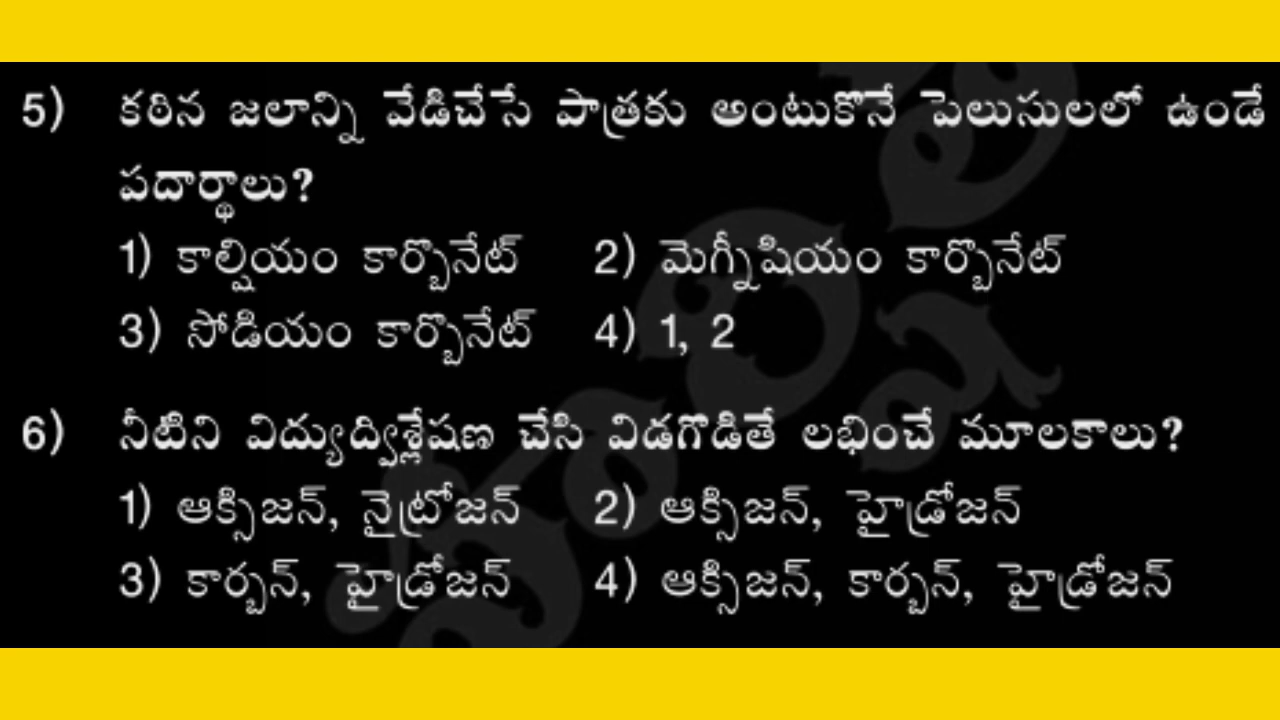 5) కఠిన జలాన్ని వేడిచేసే పాత్రకు అంటుకొనే పెలుసులలో ఉండే
పదార్థాలు?
1) కాల్షియం కార్బొనేట్ 2) మెగ్నీషియం కార్బొనేట్
3) సోడియం కార్బొనేట్ 4) 1, 2
6) నీటిని విద్యుద్విశ్లేషణ చేసి విడగొడితే లభించే మూలకాలు?
1) ఆక్సిజన్, నైట్రోజన్ 2) ఆక్సిజన్, హైడ్రోజన్
3) కార్బన్, హైడ్రోజన్ 4) ఆక్సిజన్, కార్బన్, హైడ్రోజన్